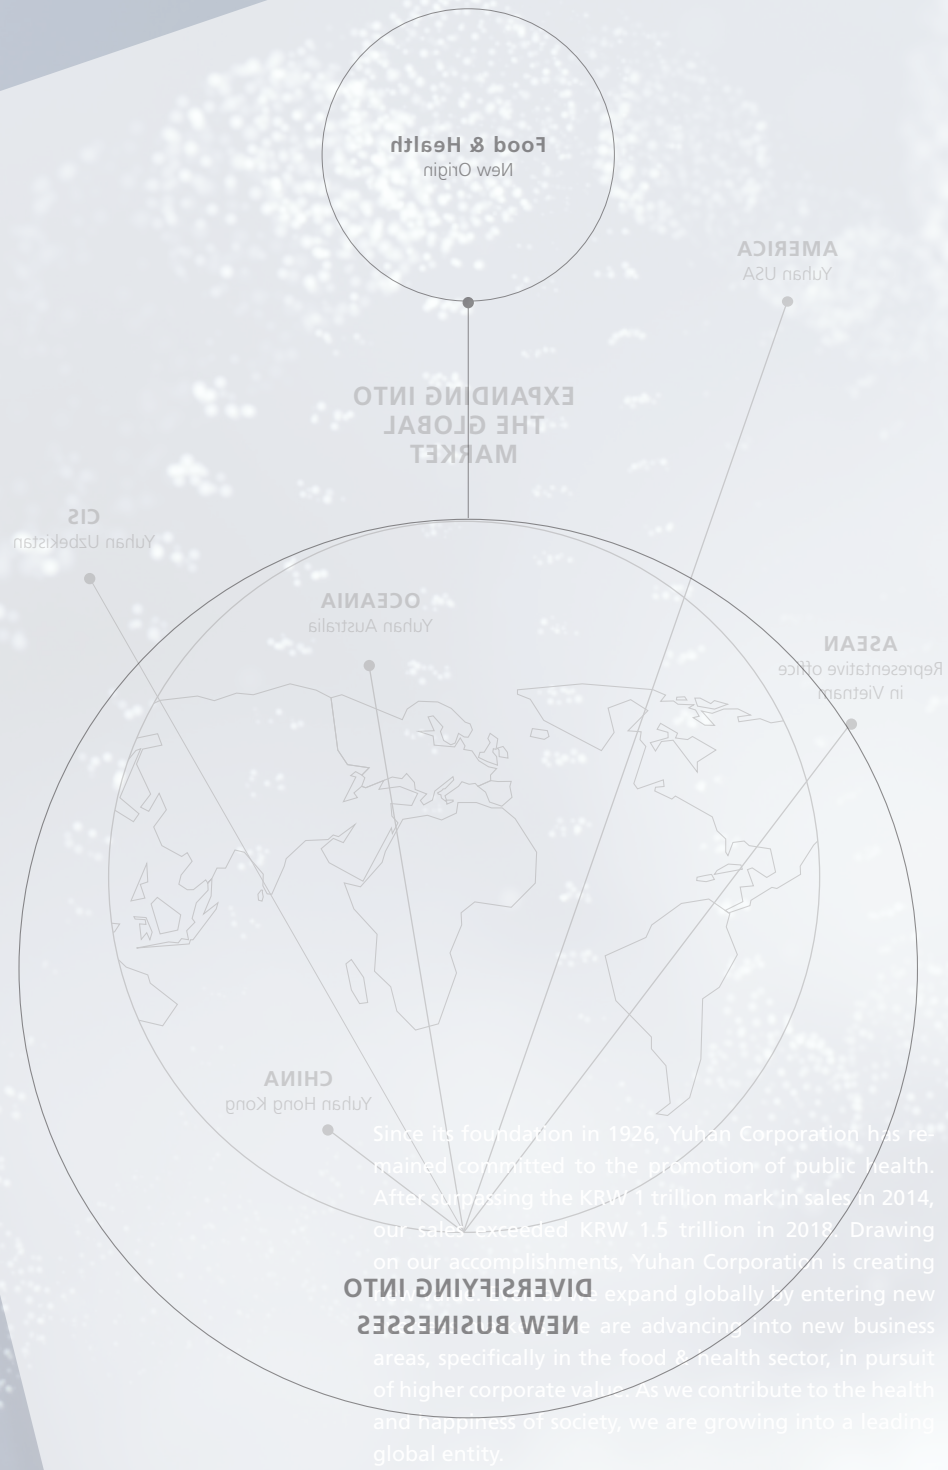 Food & Health
New Origin
AMERICA
Yuhan USA
EXPANDING INTO
THE GLOBAL
MARKET
CIS
Yuhan Uzbekistan
OCEANIA
Yuhan Australia
ASEAN
Representative office
in Vietnam
CHINA
Yuhan Hong Kong
Since its foundation in 1926, Yuhan Corporation has re-
mained committed to the promotion of public health.
After surpassing the KRW 1 trillion mark in sales in 2014,
our sales exceeded KRW 1.5 trillion in 2018. Drawing
on our accomplishments, Yuhan Corporation is creating
expand globally by entering new
are advancing into new business
areas, specifically in the food & health sector, in pursuit
of higher corporate value. As we contribute to the health
and happiness of society, we are growing into a leading
global entity.
DIVERSIFYING INTO
NEW BUSINESSES